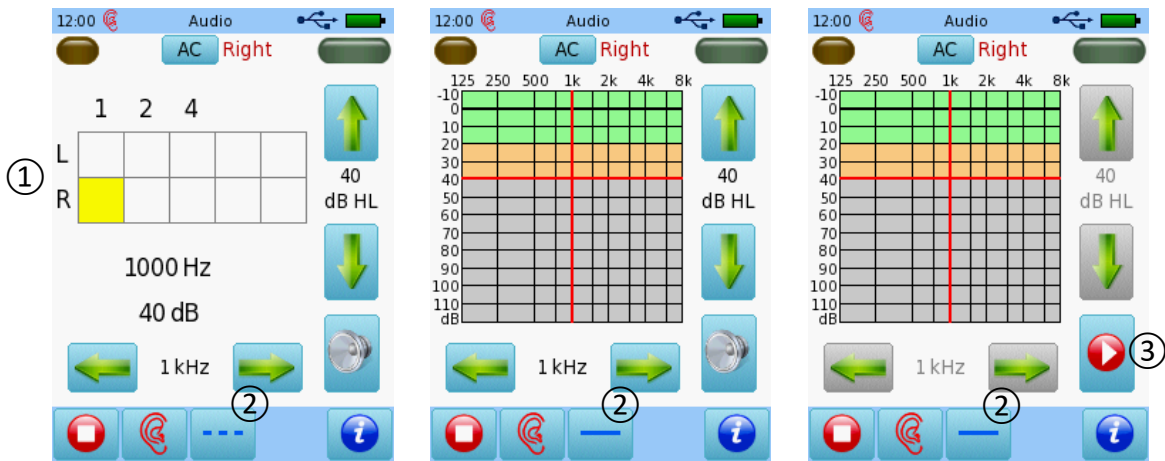 12:00 Audio
AC Right
1 2 4
L
① R
40
dB HL
1000 Hz
40 dB
1 kHz
②
i
12:00 Audio
AC Right
125 250 500 1k 2k 4k 8k
-10
0
10
20
30
40
50
60
70
80
90
100
110
dB
40
dB HL
1 kHz
②
i
12:00 Audio
AC Right
125 250 500 1k 2k 4k 8k
-10
0
10
20
30
40
50
60
70
80
90
100
110
dB
40
dB HL
③
1 kHz
②
i